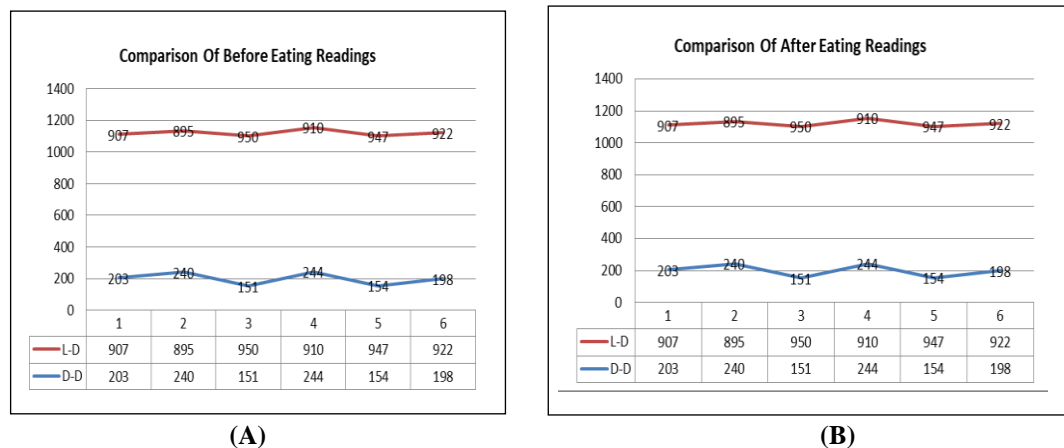 Comparison Of Before Eating Readings
1400
1200
1000
800
600
400
200
0
907 895 950 910 947 922
203 240 151 244 154 198
1 2 3 4 5 6
L-D 907 895 950 910 947 922
D-D 203 240 151 244 154 198
(A)
Comparison Of After Eating Readings
1400
1200
1000
800
600
400
200
0
907 895 950 910 947 922
203 240 151 244 154 198
1 2 3 4 5 6
L-D 907 895 950 910 947 922
D-D 203 240 151 244 154 198
(B)